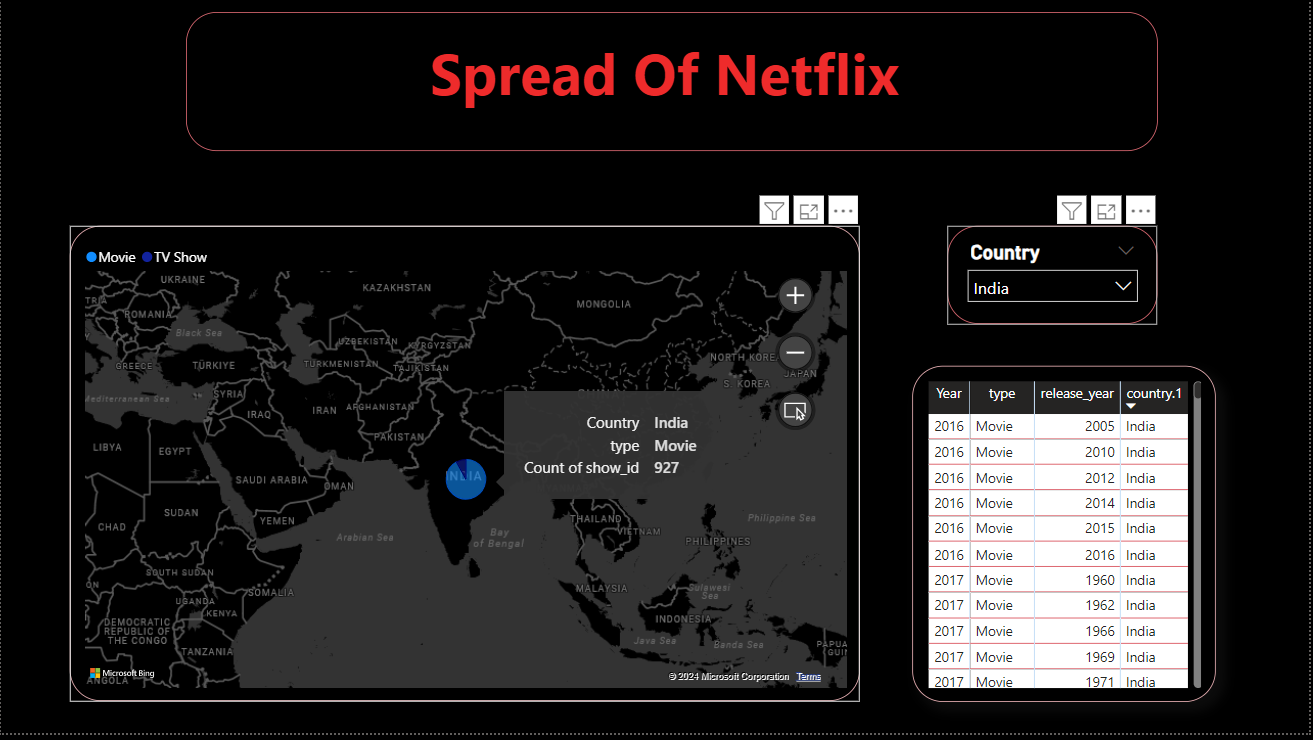 Spread Of Netflix
Movie TV Show
Country
India
UKRAINE
KAZAKHSTAN
MONGOLIA
ROMANIA
Black Sea
UZBEKISTAN
KYRGYZSTAN
NORTH KORE
GREECE
TÜRKIYE
TURKMENISTAN
TAJIKISTAN
JAPAN
S. KOREA
SYRIA
Mediterranean Sea
IRAQ
IRAN
AFGHANISTAN
LIBYA
EGYPT
PAKISTAN
Country India
type Movie
Count of show_id 927
SAUDI ARABIA
OMAN
INDIA
SUDAN
YEMEN
CHAD
Arabian Sea
Bay
of Bengal
THAILAND
VIETNAM
Philippine Sea
PHILIPPINES
SOUTH SUDAN
SOMALIA
MALAYSIA
Sulawesi
Sea
UGANDA
KENYA
DEMOCRATIC
REPUBLIC OF
THE CONGO
INDONESIA
TANZANIA
Java Sea
Banda Sea
PAPUA
ANGOLA
Microsoft Bing
© 2024 Microsoft Corporation Terms
Year type release_year country.1
2016 Movie 2005 India
2016 Movie 2010 India
2016 Movie 2012 India
2016 Movie 2014 India
2016 Movie 2015 India
2016 Movie 2016 India
2017 Movie 1960 India
2017 Movie 1962 India
2017 Movie 1966 India
2017 Movie 1969 India
2017 Movie 1971 India